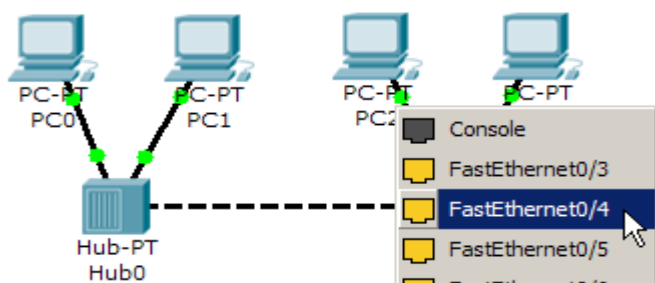 PC-PT
PC0
PC-PT
PC1
PC-PT
PC2
PC-PT
Hub-PT
Hub0
Console
FastEthernet0/3
FastEthernet0/4
FastEthernet0/5